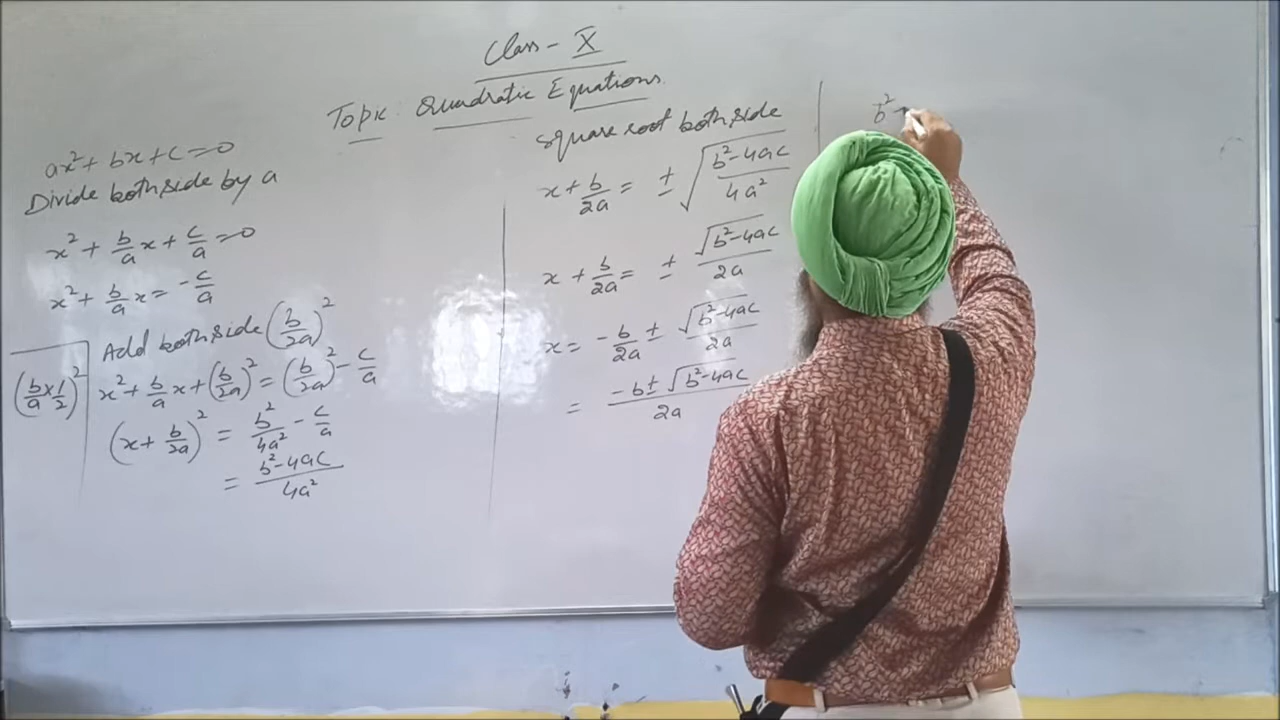 Class - X
Topic: Quadratic Equations.
ax² + bx + c = 0
Divide both side by a
x² + b/a x + c/a = 0
x² + b/a x = -c/a
Add both side (b/2a)²
(b/a × 1/2)²
x² + b/a x + (b/2a)² = (b/2a)² - c/a
(x + b/2a)² = b²/4a² - c/a
= b²-4ac/4a²
square root both side
x + b/2a = ± √(b²-4ac/4a²)
x + b/2a = ± √(b²-4ac)/2a
x = -b/2a ± √(b²-4ac)/2a
= -b ± √(b²-4ac)/2a
b² -